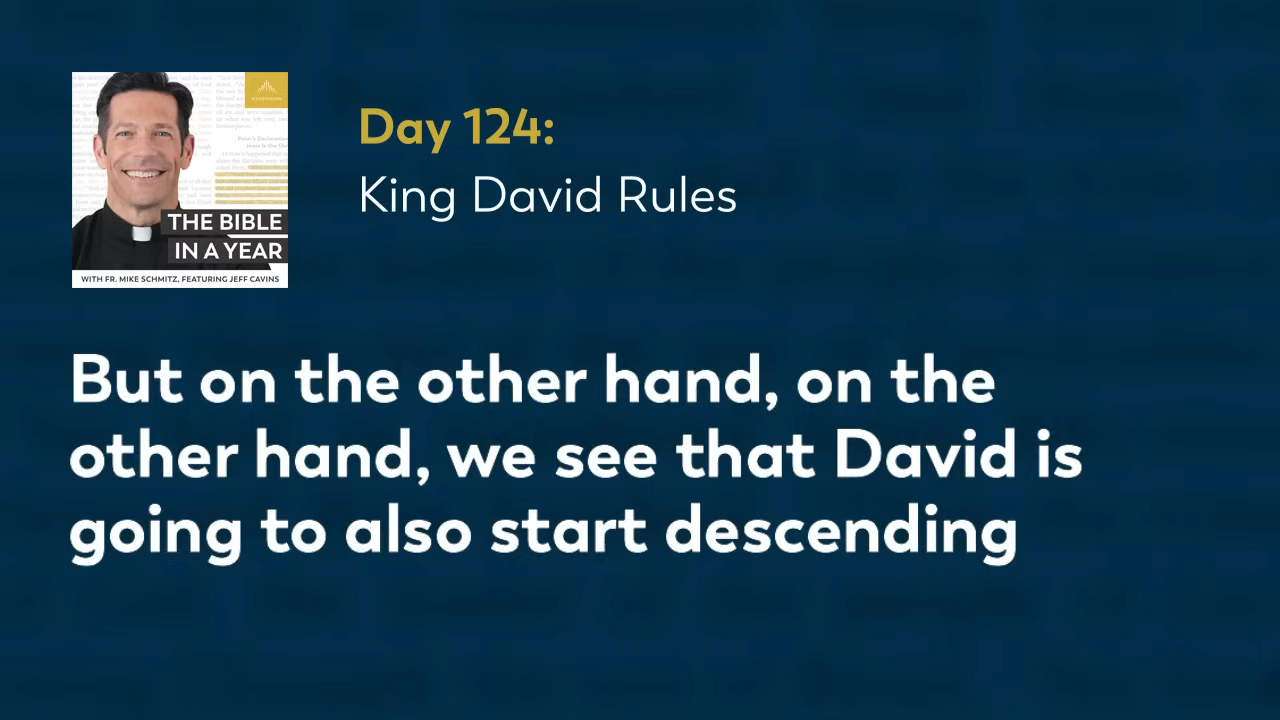 Day 124:
King David Rules
THE BIBLE
IN A YEAR
WITH FR. MIKE SCHMITZ, FEATURING JEFF CAVINS
But on the other hand, on the
other hand, we see that David is
going to also start descending